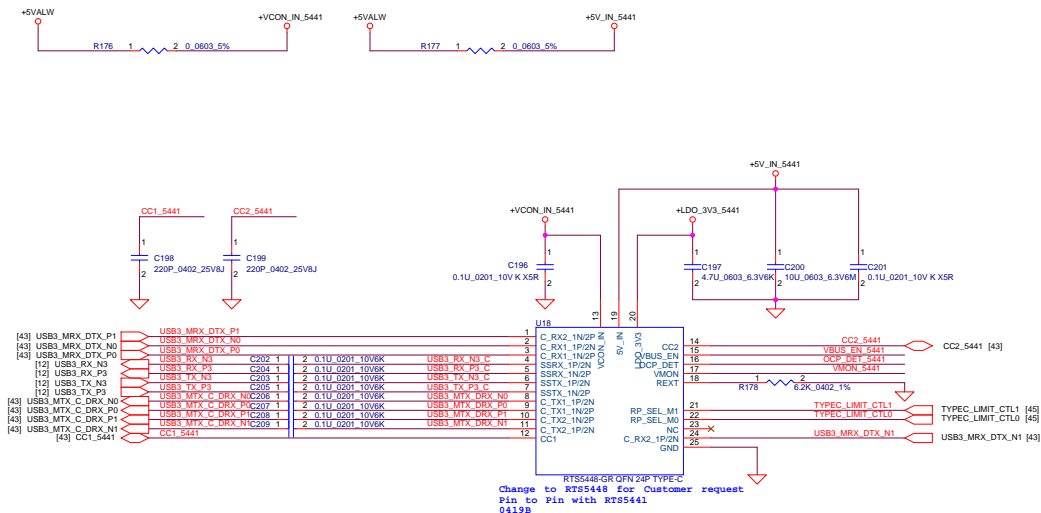 +5VALW
+VCON_IN_5441
+5VALW
+5V_IN_5441
R176 1 2 0_0603_5%
R177 1 2 0_0603_5%
+5V_IN_5441
CC1_5441
CC2_5441
+VCON_IN_5441
+LDO_3V3_5441
1
C198
220P_0402_25V8J
2
1
C199
220P_0402_25V8J
2
1
C196
0.1U_0201_10V K X5R
2
1
C197
4.7U_0603_6.3V6K
2
1
C200
10U_0603_6.3V6M
2
1
C201
0.1U_0201_10V K X5R
2
13
19
20
U18
VCON_IN
5V_IN
LDO_3V3
[43] USB3_MRX_DTX_P1 USB3_MRX_DTX_P1 1 C_RX2_1N/2P
[43] USB3_MRX_DTX_N0 USB3_MRX_DTX_N0 2 C_RX1_1P/2N
[43] USB3_MRX_DTX_P0 USB3_MRX_DTX_P0 3 C_RX1_1N/2P
[12] USB3_RX_N3 USB3_RX_N3 C202 1 2 0.1U_0201_10V6K USB3_RX_N3_C 4 SSRX_1P/2N
[12] USB3_RX_P3 USB3_RX_P3 C204 1 2 0.1U_0201_10V6K USB3_RX_P3_C 5 SSRX_1N/2P
[12] USB3_TX_N3 USB3_TX_N3 C203 1 2 0.1U_0201_10V6K USB3_TX_N3_C 6 SSTX_1P/2N
[12] USB3_TX_P3 USB3_TX_P3 C205 1 2 0.1U_0201_10V6K USB3_TX_P3_C 7 SSTX_1N/2P
[43] USB3_MTX_C_DRX_N0 USB3_MTX_C_DRX_N0 C206 1 2 0.1U_0201_10V6K USB3_MTX_DRX_N0 8 C_TX1_1P/2N
[43] USB3_MTX_C_DRX_P0 USB3_MTX_C_DRX_P0 C207 1 2 0.1U_0201_10V6K USB3_MTX_DRX_P0 9 C_TX1_1N/2P
[43] USB3_MTX_C_DRX_P1 USB3_MTX_C_DRX_P1 C208 1 2 0.1U_0201_10V6K USB3_MTX_DRX_P1 10 C_TX2_1N/2P
[43] USB3_MTX_C_DRX_N1 USB3_MTX_C_DRX_N1 C209 1 2 0.1U_0201_10V6K USB3_MTX_DRX_N1 11 C_TX2_1P/2N
[43] CC1_5441 CC1_5441 12 CC1
CC2 14 CC2_5441 CC2_5441 [43]
VBUS_EN 15 VBUS_EN_5441
OCP_DET 16 OCP_DET_5441
VMON 17 VMON_5441
REXT 18 R178 1 2 6.2K_0402_1%
RP_SEL_M1 21 TYPEC_LIMIT_CTL1 TYPEC_LIMIT_CTL1 [45]
RP_SEL_M0 22 TYPEC_LIMIT_CTL0 TYPEC_LIMIT_CTL0 [45]
NC 23
C_RX2_1P/2N 24 USB3_MRX_DTX_N1 USB3_MRX_DTX_N1 [43]
GND 25
RTS5448-GR QFN 24P TYPE-C
Change to RTS5448 for Customer request
Pin to Pin with RTS5441
0419B